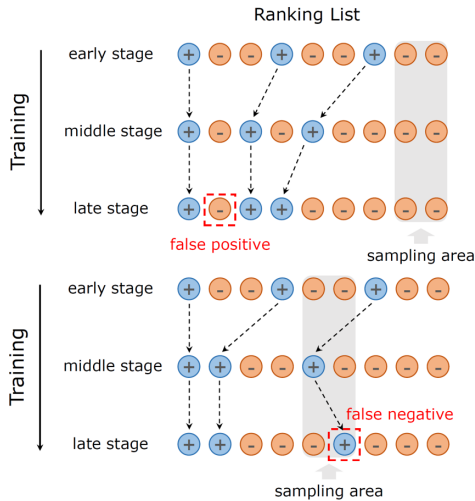 Ranking List
early stage + - - + - - + - -
Training
middle stage + - + - + - - - -
late stage + - + + - - - - -
false positive
sampling area
early stage + - - + - - + - -
Training
middle stage + + - - + - - - -
false negative
late stage + + - - - + - - -
sampling area